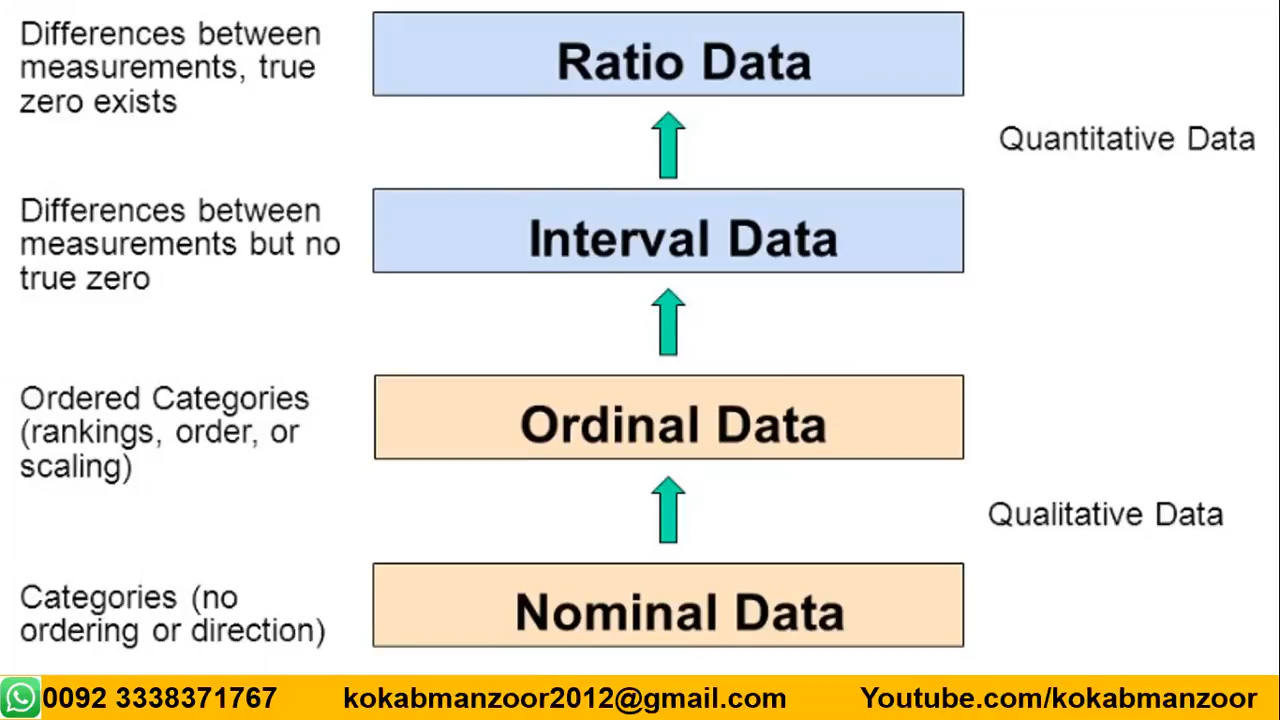 Differences between
measurements, true
zero exists
Ratio Data
Quantitative Data
Differences between
measurements but no
true zero
Interval Data
Ordered Categories
(rankings, order, or
scaling)
Ordinal Data
Qualitative Data
Categories (no
ordering or direction)
Nominal Data
0092 3338371767 kokabmanzoor2012@gmail.com Youtube.com/kokabmanzoor